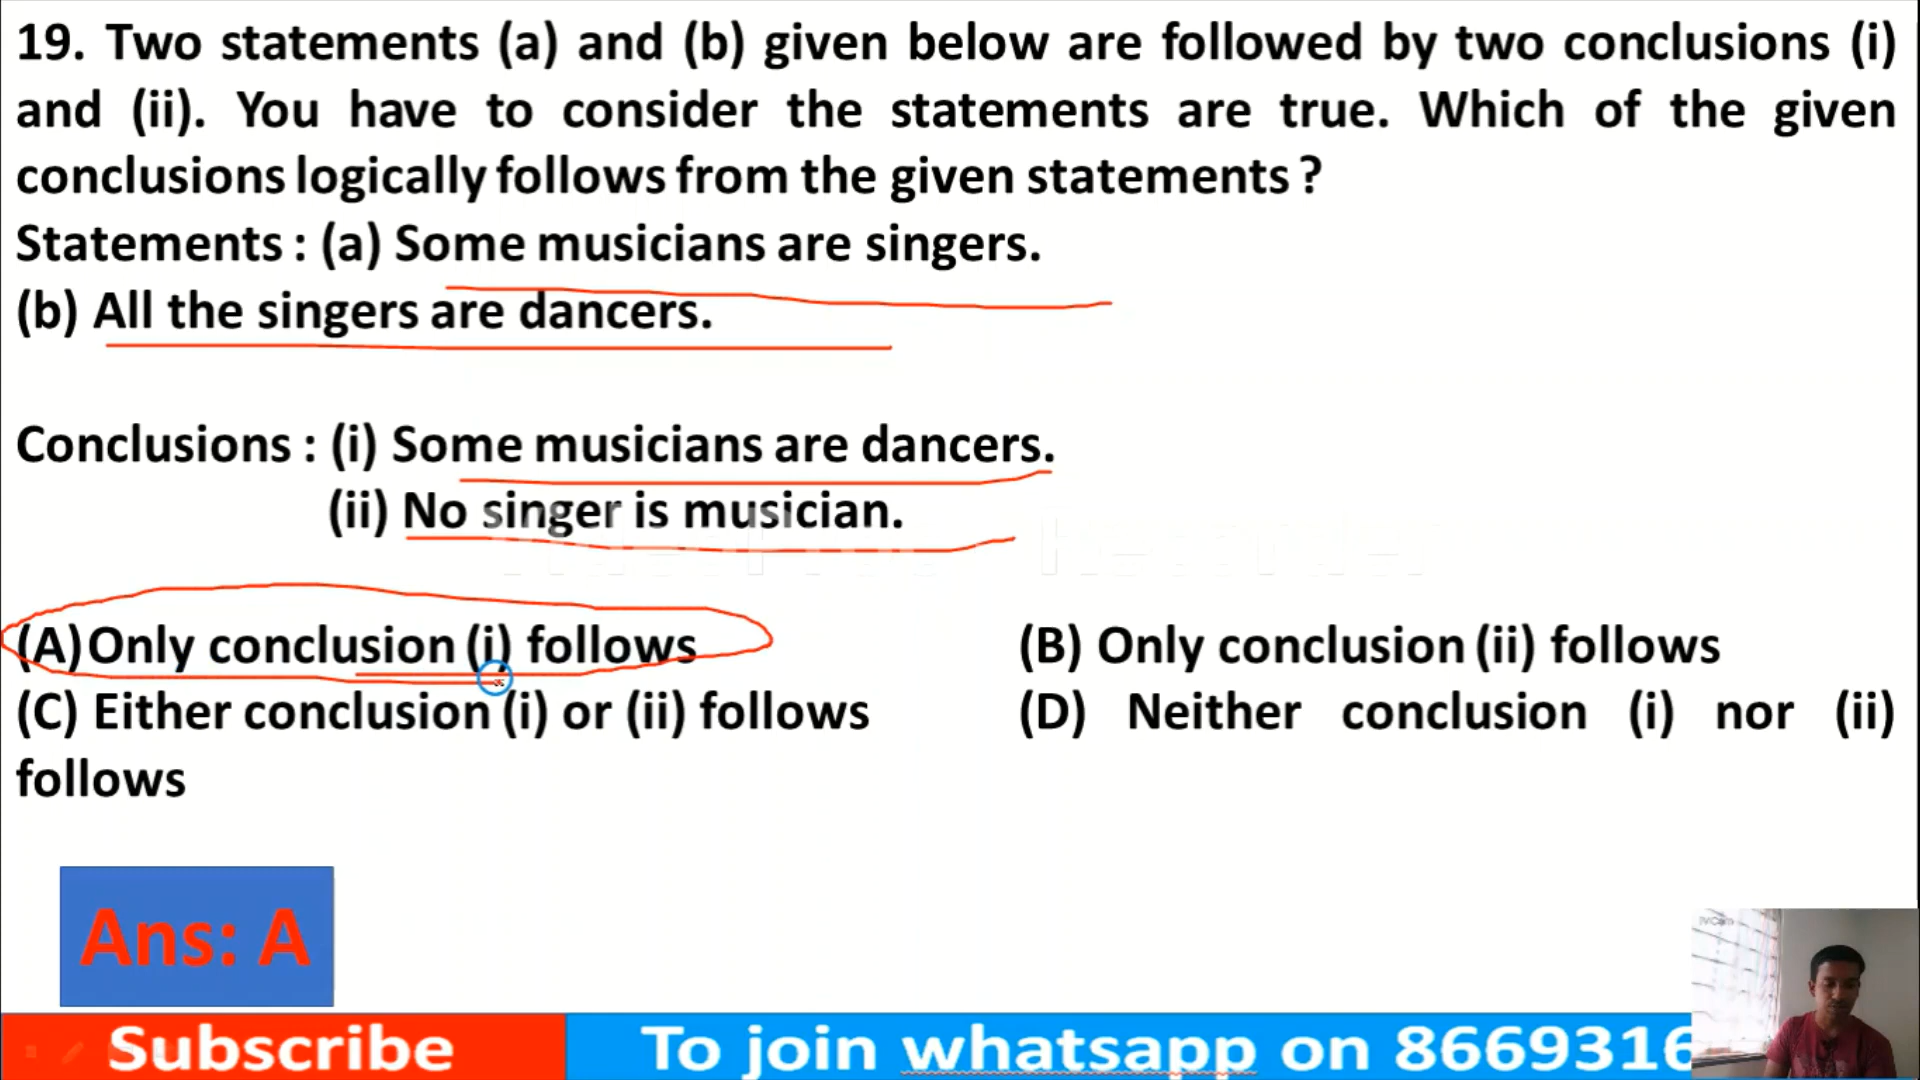 19. Two statements (a) and (b) given below are followed by two conclusions (i)
and (ii). You have to consider the statements are true. Which of the given
conclusions logically follows from the given statements ?
Statements : (a) Some musicians are singers.
(b) All the singers are dancers.
Conclusions : (i) Some musicians are dancers.
(ii) No singer is musician.
(A)Only conclusion (i) follows (B) Only conclusion (ii) follows
(C) Either conclusion (i) or (ii) follows (D) Neither conclusion (i) nor (ii)
follows
Ans: A
Subscribe To join whatsapp on 8669316